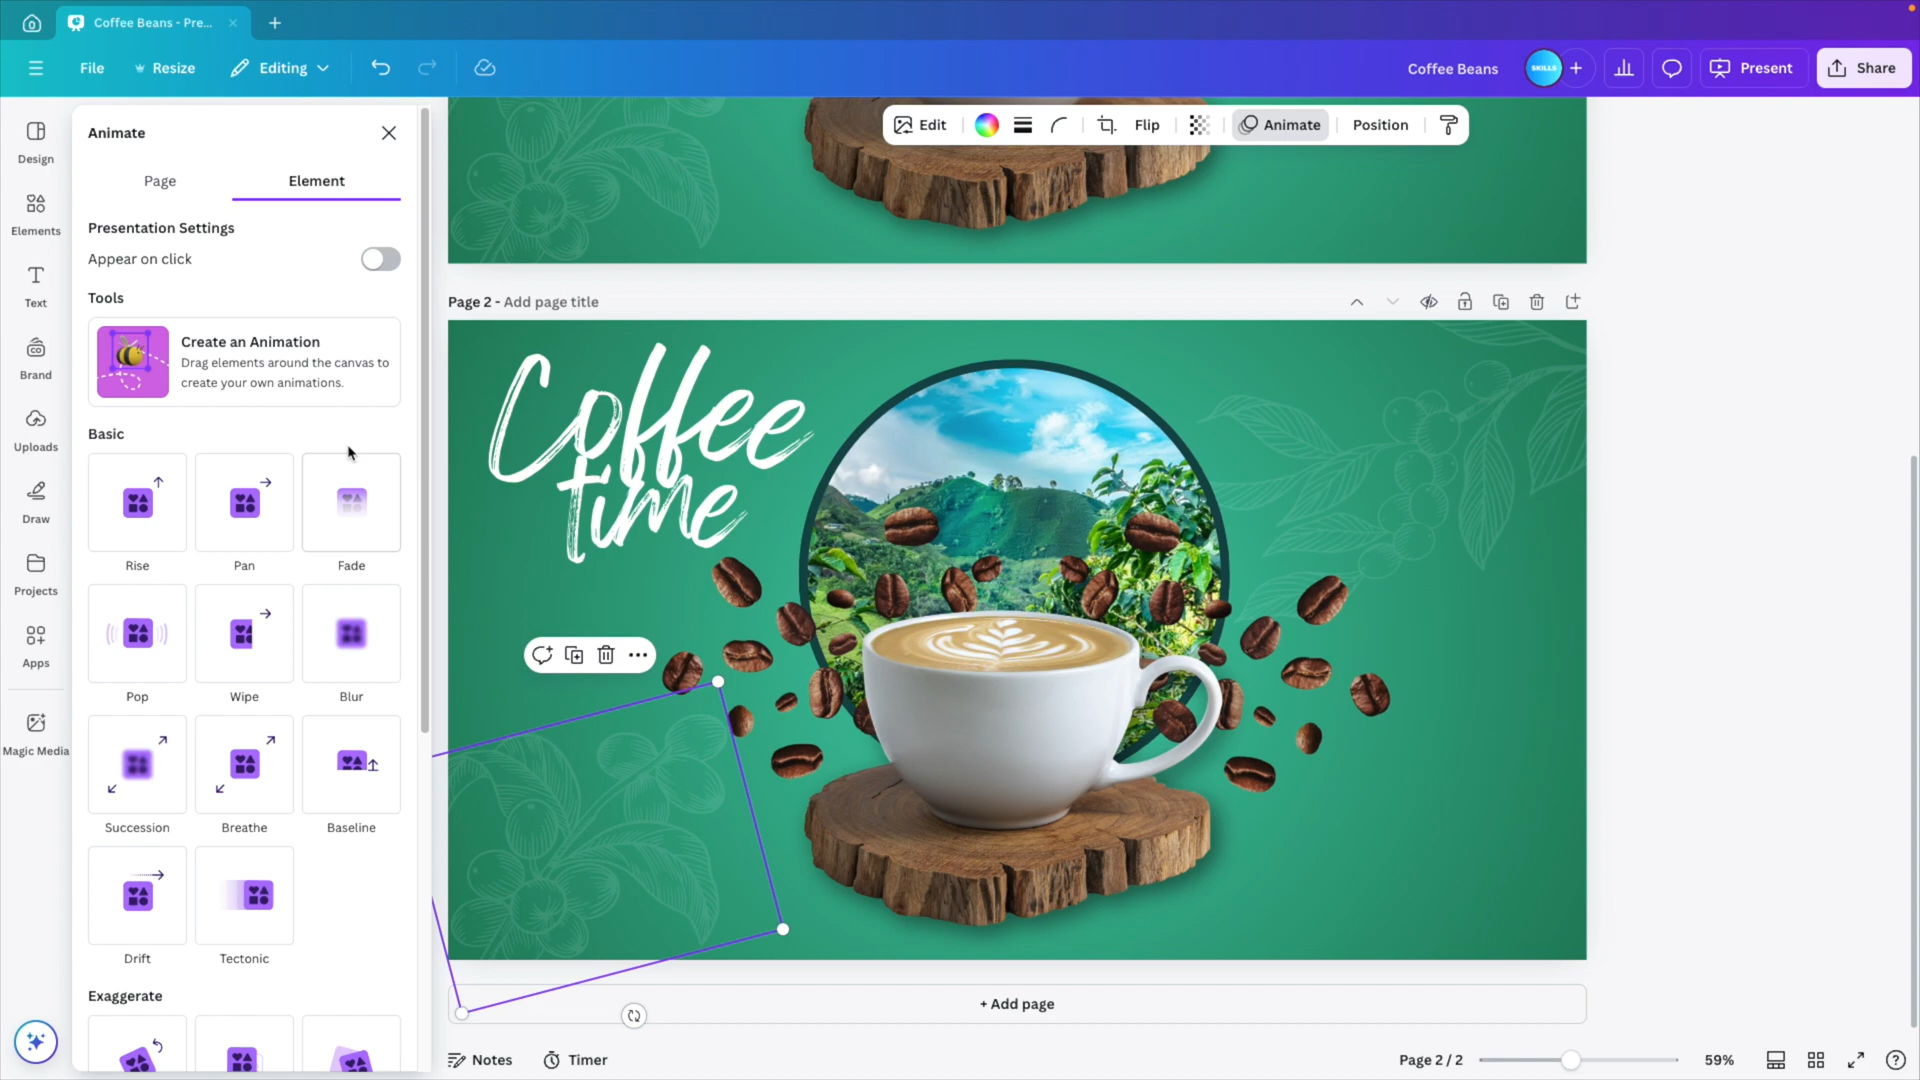 Coffee Beans - Pre...
File
Resize
Editing
Coffee Beans
SKILLS
Present
Share
Design
Elements
Text
Brand
Uploads
Draw
Projects
Apps
Magic Media
Animate
Page
Element
Presentation Settings
Appear on click
Tools
Create an Animation
Drag elements around the canvas to
create your own animations.
Basic
Rise
Pan
Fade
Pop
Wipe
Blur
Succession
Breathe
Baseline
Drift
Tectonic
Exaggerate
Edit
Flip
Animate
Position
Page 2 - Add page title
Coffee
time
+ Add page
Notes
Timer
Page 2 / 2
59%